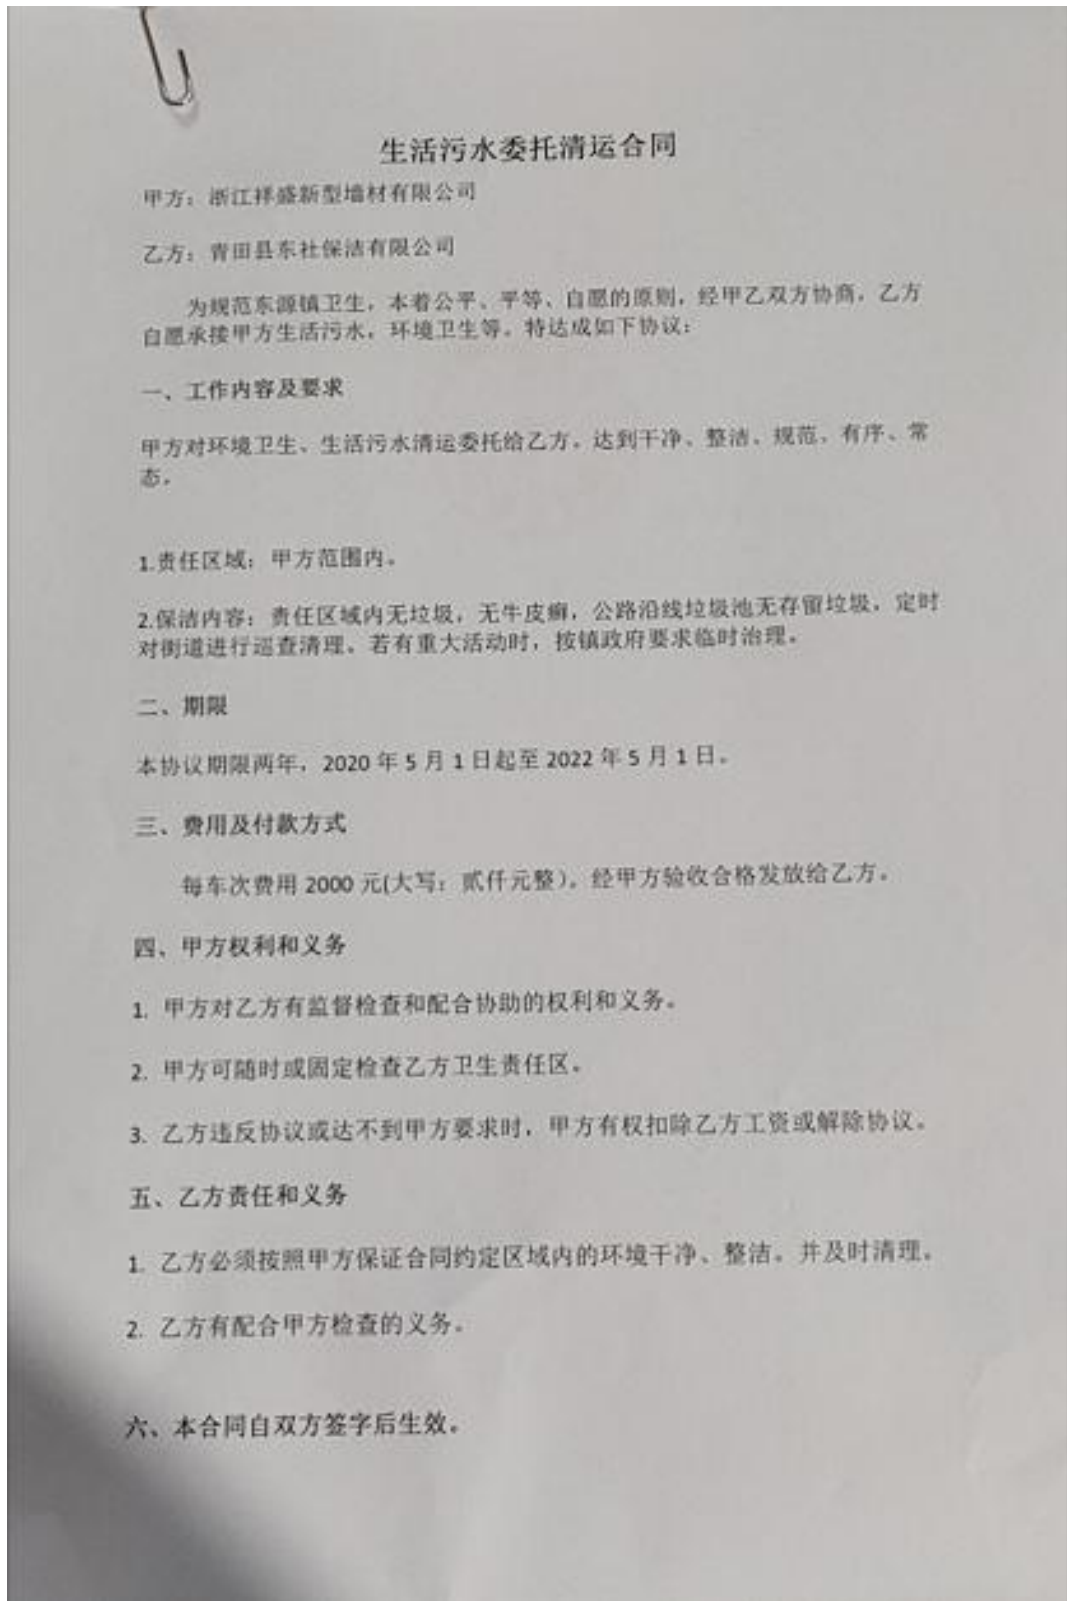 生活污水委托清运合同
甲方：浙江祥盛新型墙材有限公司
乙方：青田县东社保洁有限公司
为规范东源镇卫生，本着公平、平等、自愿的原则，经甲乙双方协商，乙方
自愿承接甲方生活污水，环境卫生等。特达成如下协议：
一、工作内容及要求
甲方对环境卫生、生活污水清运委托给乙方。达到干净、整洁、规范、有序、常
态。
1.责任区域：甲方范围内。
2.保洁内容：责任区域内无垃圾，无牛皮癣，公路沿线垃圾池无存留垃圾，定时
对街道进行巡查清理。若有重大活动时，按镇政府要求临时治理。
二、期限
本协议期限两年，2020 年 5 月 1 日起至 2022 年 5 月 1 日。
三、费用及付款方式
每车次费用 2000 元(大写：贰仟元整）。经甲方验收合格发放给乙方。
四、甲方权利和义务
1. 甲方对乙方有监督检查和配合协助的权利和义务。
2. 甲方可随时或固定检查乙方卫生责任区。
3. 乙方违反协议或达不到甲方要求时，甲方有权扣除乙方工资或解除协议。
五、乙方责任和义务
1. 乙方必须按照甲方保证合同约定区域内的环境干净、整洁。并及时清理。
2. 乙方有配合甲方检查的义务。
六、本合同自双方签字后生效。